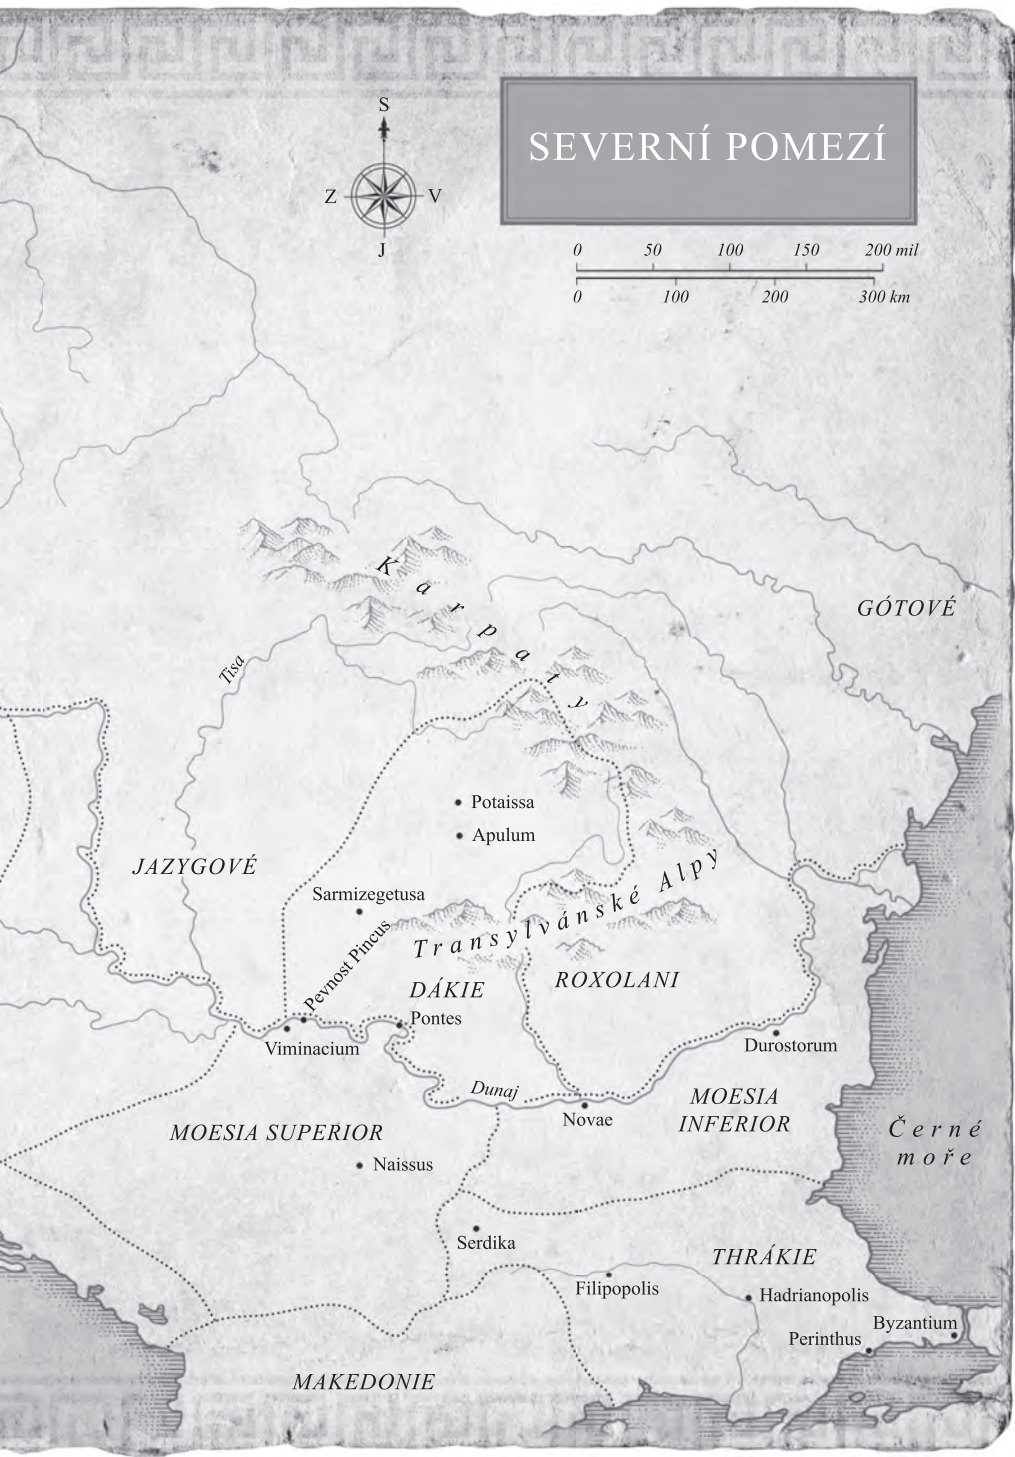 S
SEVERNÍ POMEZÍ
Z V
J
0 50 100 150 200 mil
0 100 200 300 km
Karpaty
GÓTOVÉ
Tisa
Potaissa
Apulum
JAZYGOVÉ
Sarmizegetusa
Transylvánské Alpy
Pevnost Pincus
DÁKIE
ROXOLANI
Pontes
Viminacium
Durostorum
Dunaj
Novae
MOESIA
INFERIOR
MOESIA SUPERIOR
Černé
moře
Naissus
Serdika
THRÁKIE
Filipopolis
Hadrianopolis
Byzantium
Perinthus
MAKEDONIE